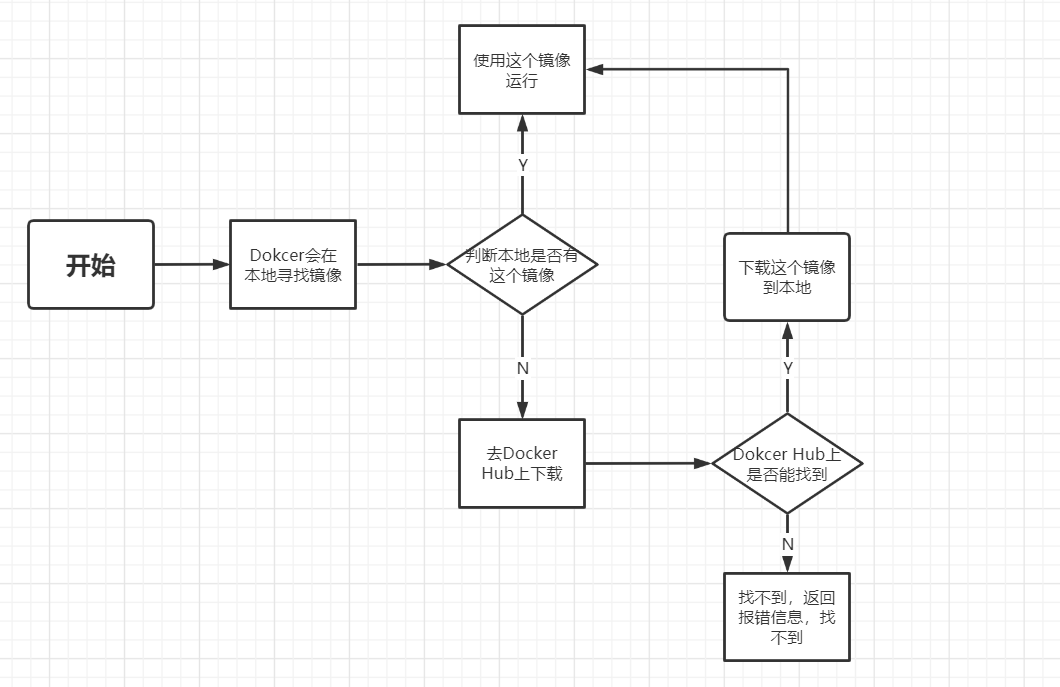 使用这个镜像
运行
Y
开始
Dokcer会在
本地寻找镜像
判断本地是否有
这个镜像
下载这个镜像
到本地
N
Y
去Docker
Hub上下载
Dokcer Hub上
是否能找到
N
找不到，返回
报错信息，找
不到